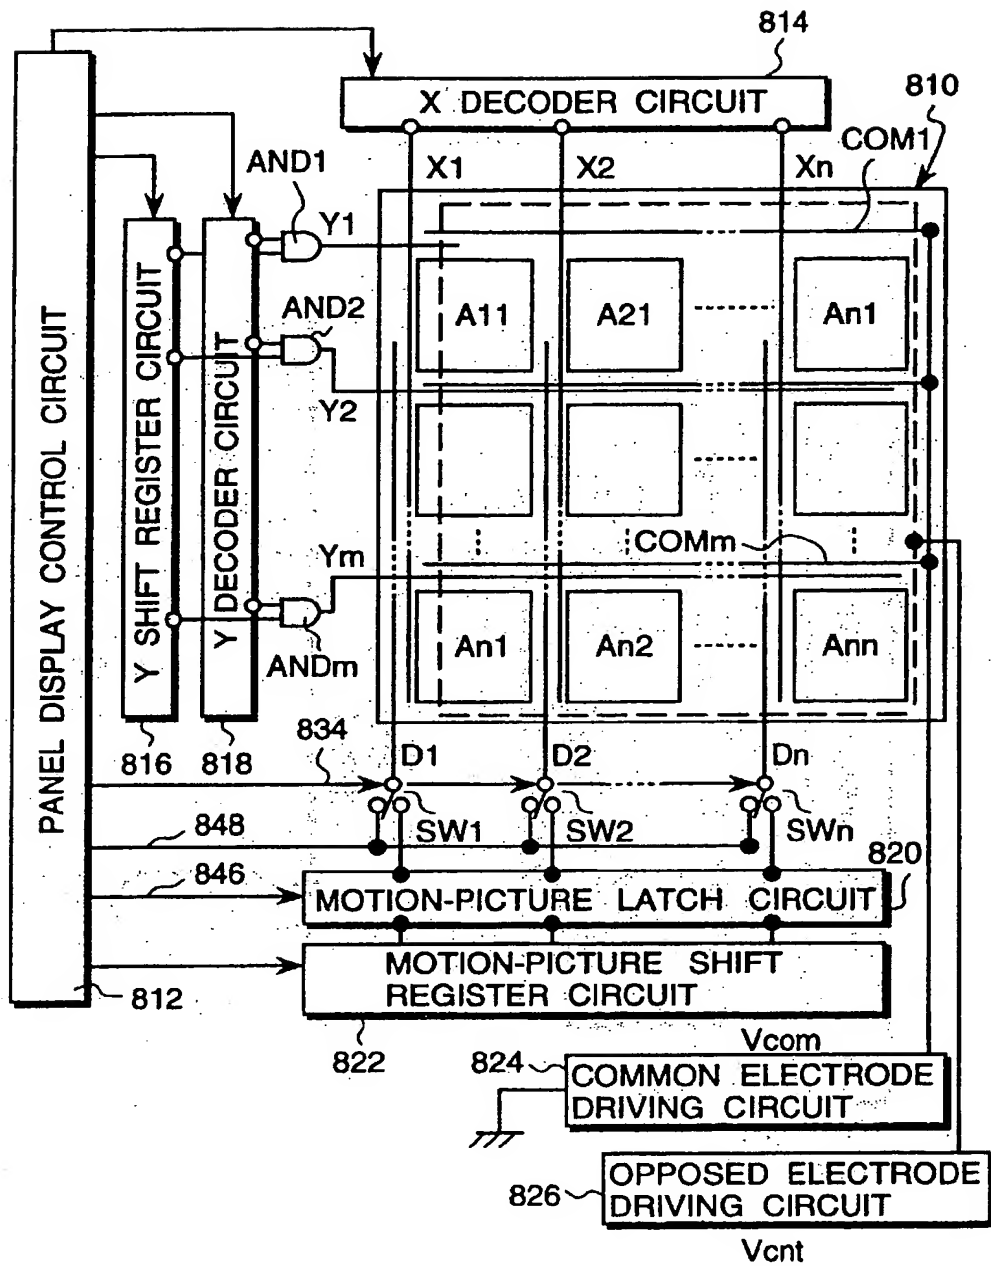 814
X DECODER CIRCUIT
810
COM1
AND1
X1
X2
Xn
Y1
A11
A21
An1
AND2
Y2
PANEL DISPLAY CONTROL CIRCUIT
Y SHIFT REGISTER CIRCUIT
Y DECODER CIRCUIT
COMm
Ym
An1
An2
Ann
ANDm
816
818
834
D1
D2
Dn
SW1
SW2
SWn
848
820
846
MOTION-PICTURE LATCH CIRCUIT
MOTION-PICTURE SHIFT
REGISTER CIRCUIT
812
822
Vcom
824
COMMON ELECTRODE
DRIVING CIRCUIT
826
OPPOSED ELECTRODE
DRIVING CIRCUIT
Vcnt